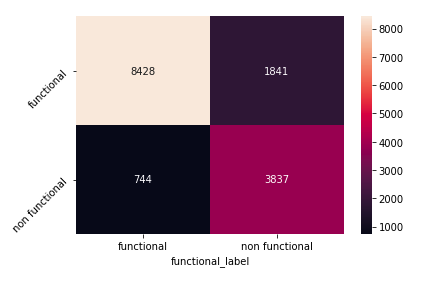 functional
non functional
8428
1841
744
3837
functional
non functional
functional_label
8000
7000
6000
5000
4000
3000
2000
1000